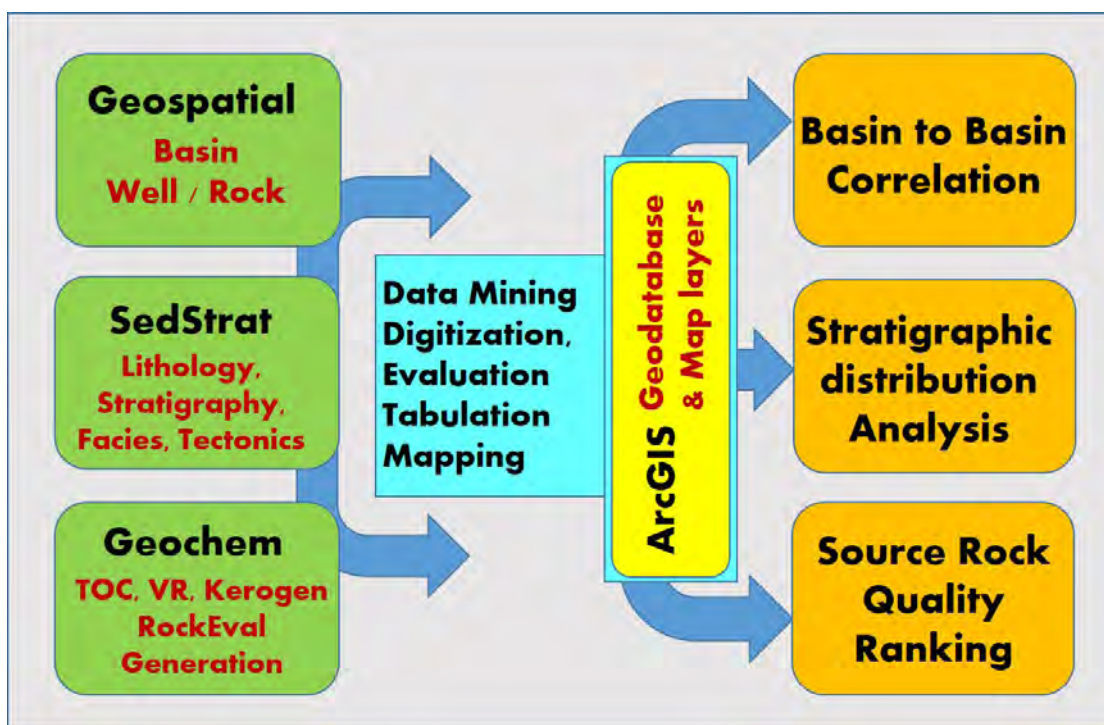 Geospatial
Basin
Well / Rock
SedStrat
Lithology,
Stratigraphy,
Facies, Tectonics
Geochem
TOC, VR, Kerogen
RockEval
Generation
Data Mining
Digitization,
Evaluation
Tabulation
Mapping
ArcGIS Geodatabase
& Map layers
Basin to Basin
Correlation
Stratigraphic
distribution
Analysis
Source Rock
Quality
Ranking